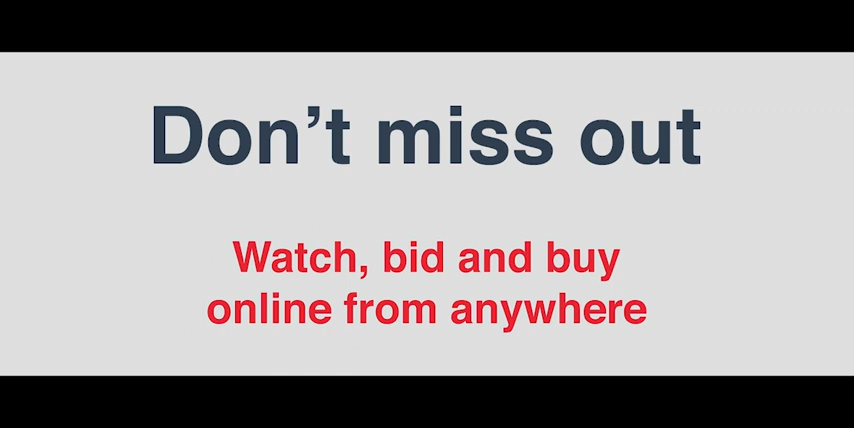 Don’t miss out
Watch, bid and buy
online from anywhere